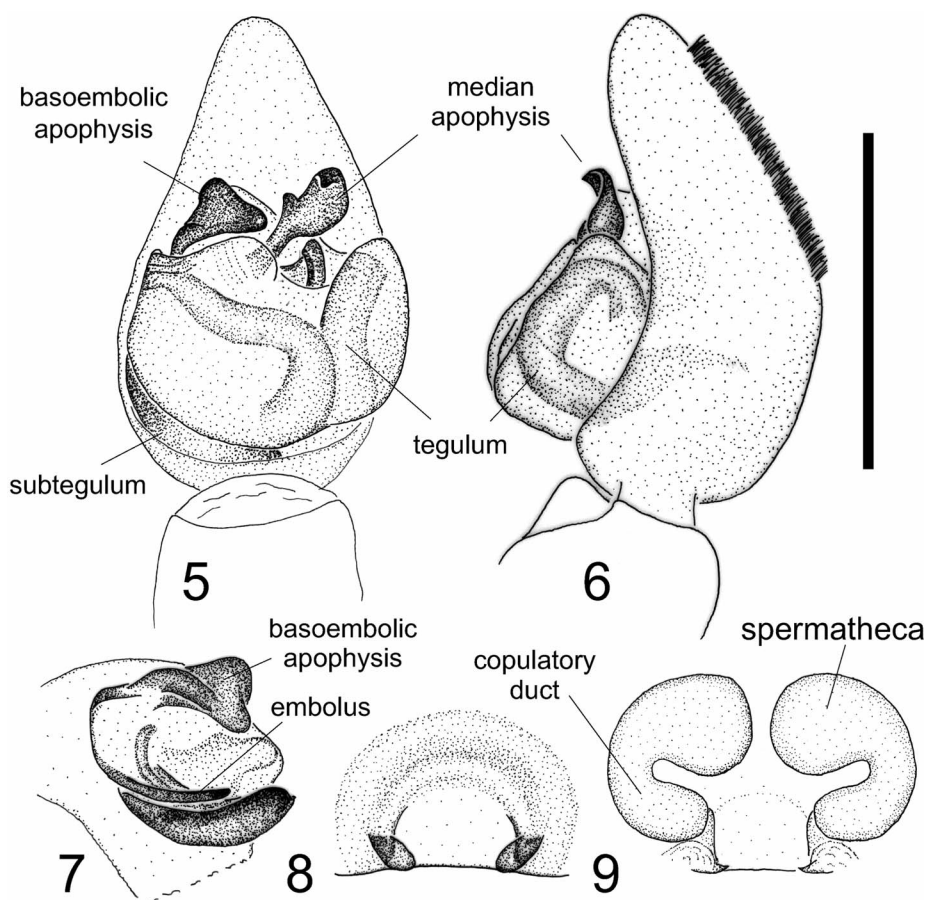 basoembolic
apophysis
median
apophysis
tegulum
subtegulum
5
6
basoembolic
apophysis
embolus
copulatory
duct
spermatheca
7
8
9